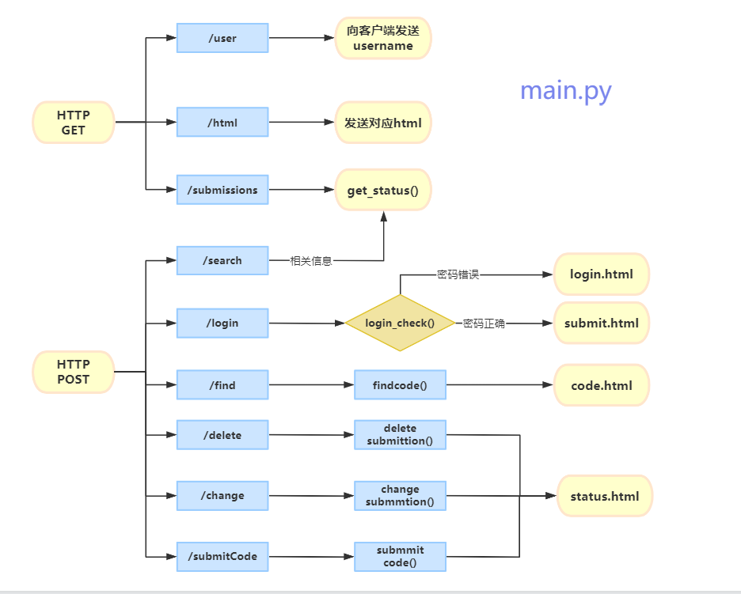 main.py
HTTP
GET
/user
向客户端发送
username
/html
发送对应html
/submissions
get_status()
HTTP
POST
/search
相关信息
/login
login_check()
密码错误
login.html
密码正确
submit.html
/find
findcode()
code.html
/delete
delete
submittion()
/change
change
submmtion()
status.html
/submitCode
submmit
code()